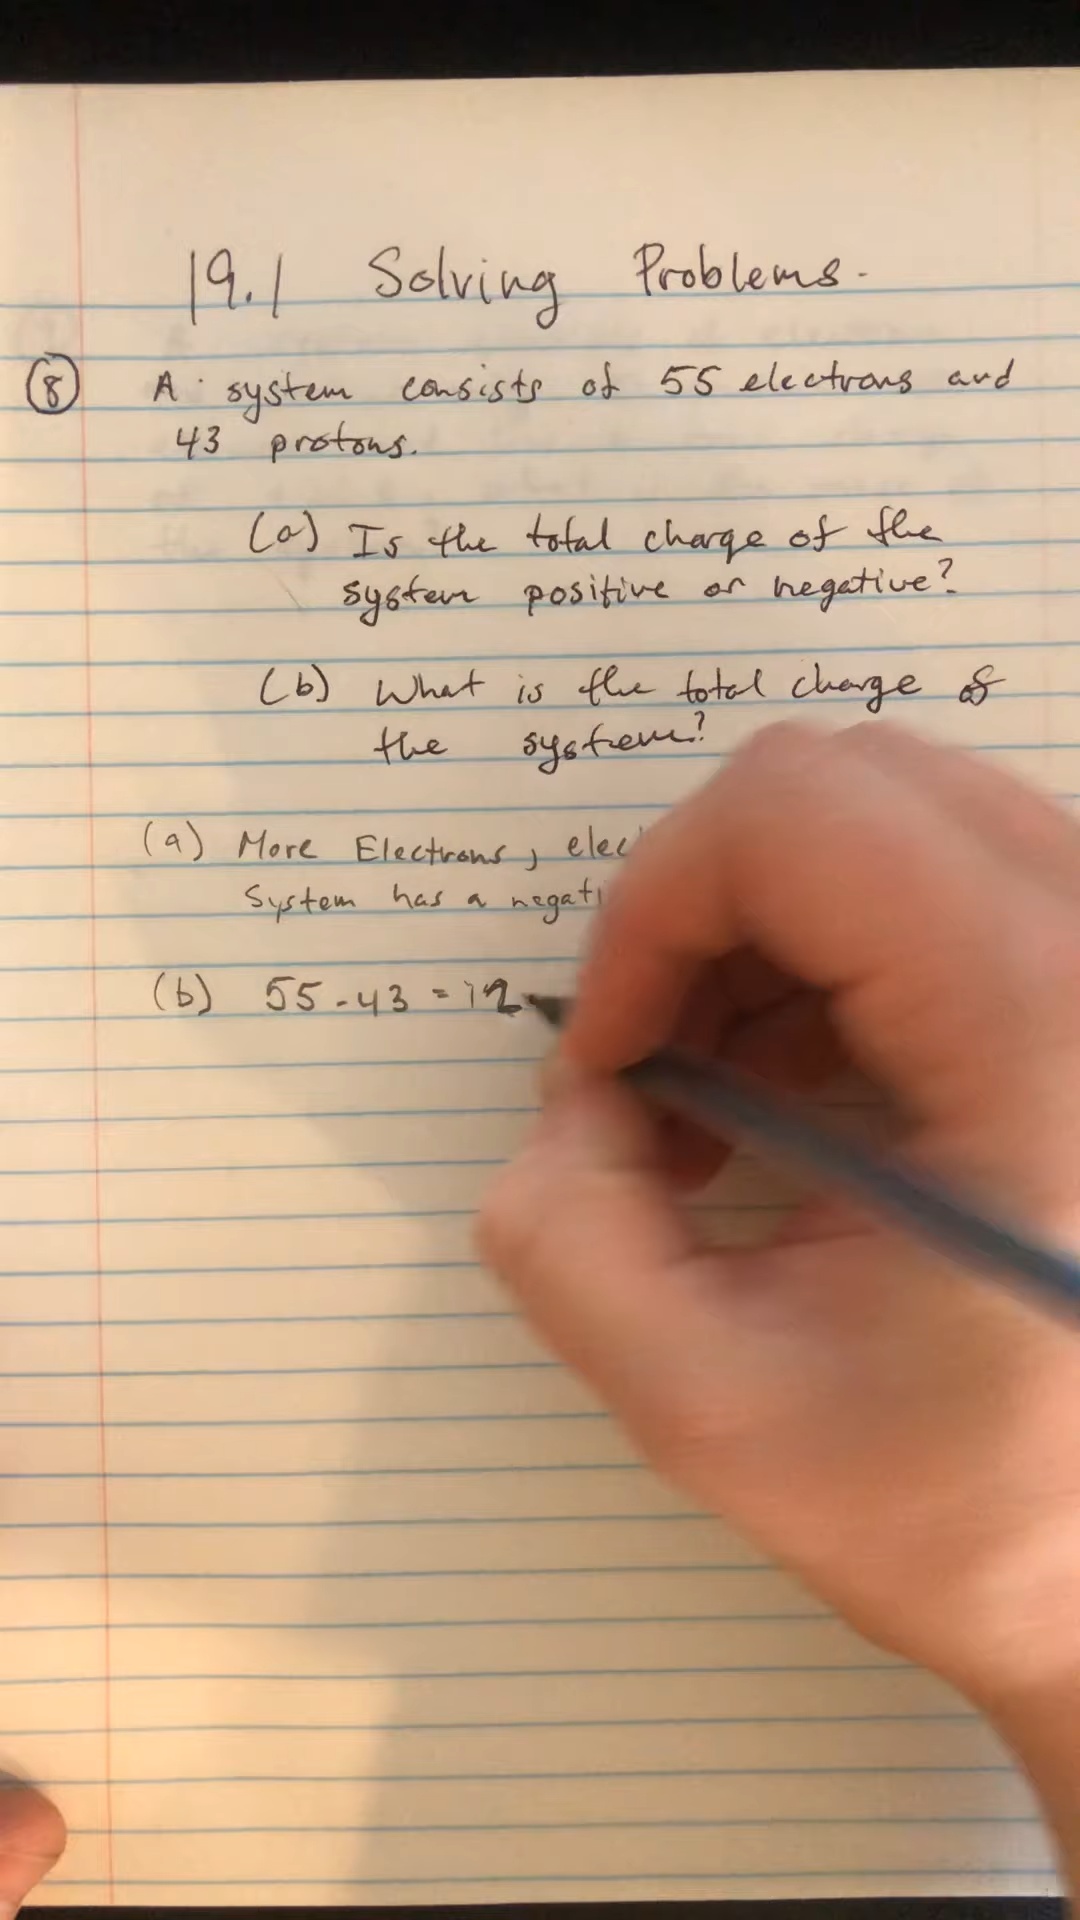 19.1 Solving Problems.
8 A system consists of 55 electrons and
43 protons.
(a) Is the total charge of the
system positive or negative?
(b) What is the total charge of
the system?
(a) More Electrons,
System has a
(b) 55 - 43 = 12